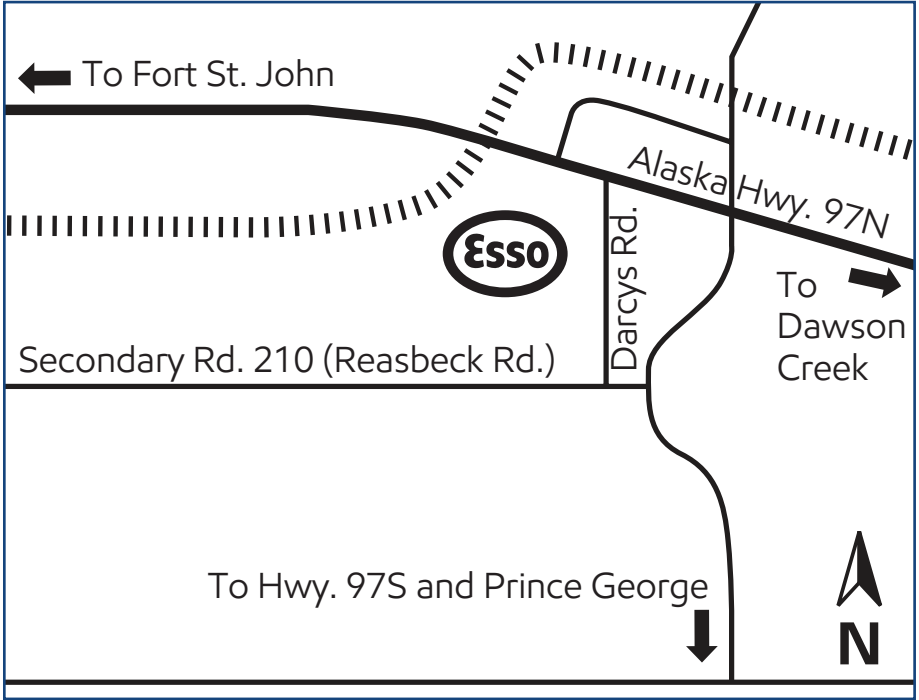 To Fort St. John
Alaska Hwy. 97N
Esso
Darcys Rd.
To
Dawson
Creek
Secondary Rd. 210 (Reasbeck Rd.)
To Hwy. 97S and Prince George
N